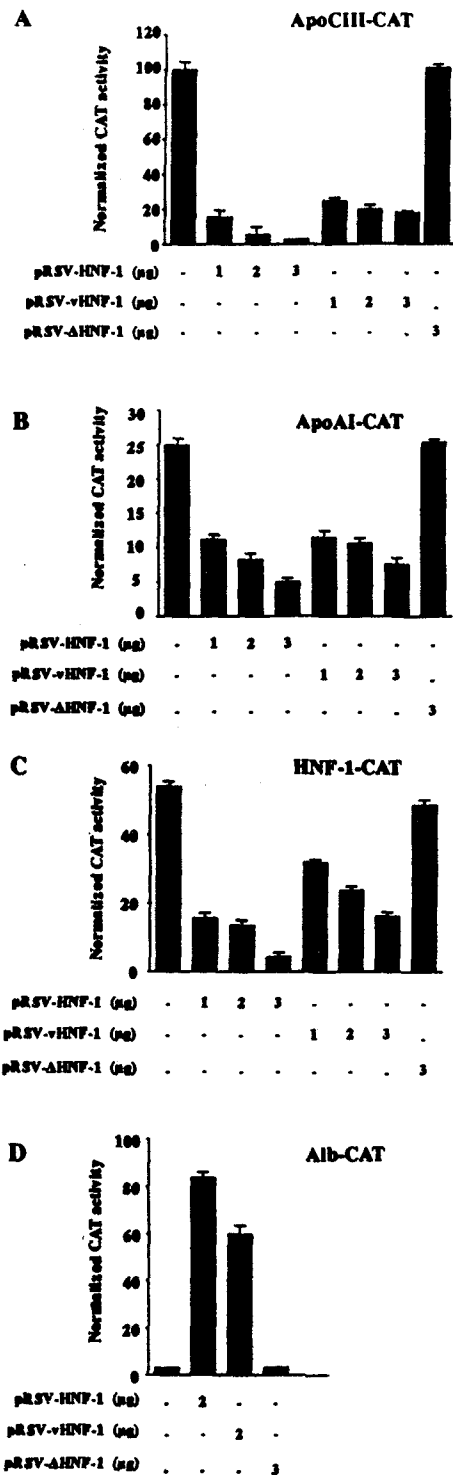 A
ApoCIII-CAT
Normalized CAT activity
120
100
80
60
40
20
0
pRSV-HNF-1 (µg) - 1 2 3 - - - -
pRSV-vHNF-1 (µg) - - - - 1 2 3 -
pRSV-ΔHNF-1 (µg) - - - - - - - 3
B
ApoAI-CAT
Normalized CAT activity
30
25
20
15
10
5
0
pRSV-HNF-1 (µg) - 1 2 3 - - - -
pRSV-vHNF-1 (µg) - - - - 1 2 3 -
pRSV-ΔHNF-1 (µg) - - - - - - - 3
C
HNF-1-CAT
Normalized CAT activity
60
40
20
0
pRSV-HNF-1 (µg) - 1 2 3 - - - -
pRSV-vHNF-1 (µg) - - - - 1 2 3 -
pRSV-ΔHNF-1 (µg) - - - - - - - 3
D
Alb-CAT
Normalized CAT activity
100
80
60
40
20
0
pRSV-HNF-1 (µg) - 2 - -
pRSV-vHNF-1 (µg) - - 2 -
pRSV-ΔHNF-1 (µg) - - - 3